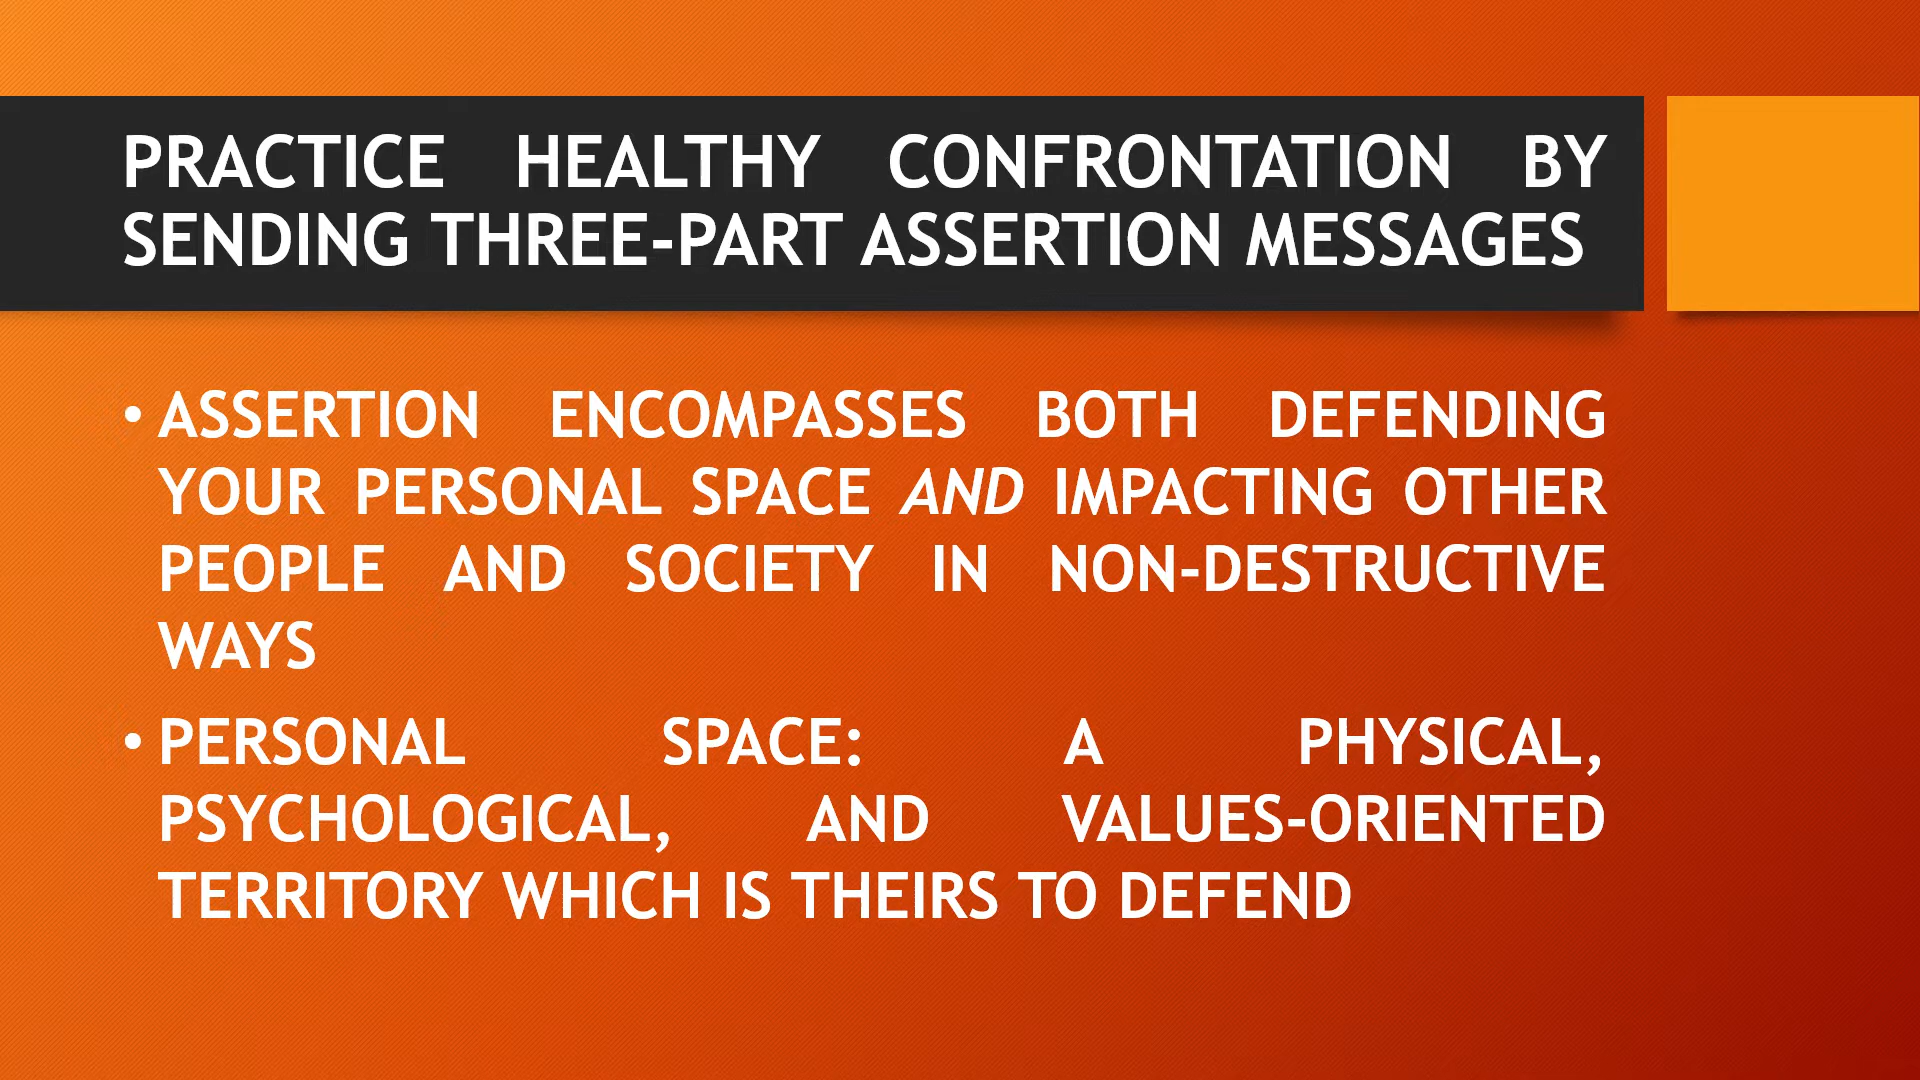 PRACTICE HEALTHY CONFRONTATION BY
SENDING THREE-PART ASSERTION MESSAGES
• ASSERTION ENCOMPASSES BOTH DEFENDING
YOUR PERSONAL SPACE AND IMPACTING OTHER
PEOPLE AND SOCIETY IN NON-DESTRUCTIVE
WAYS
• PERSONAL SPACE: A PHYSICAL,
PSYCHOLOGICAL, AND VALUES-ORIENTED
TERRITORY WHICH IS THEIRS TO DEFEND